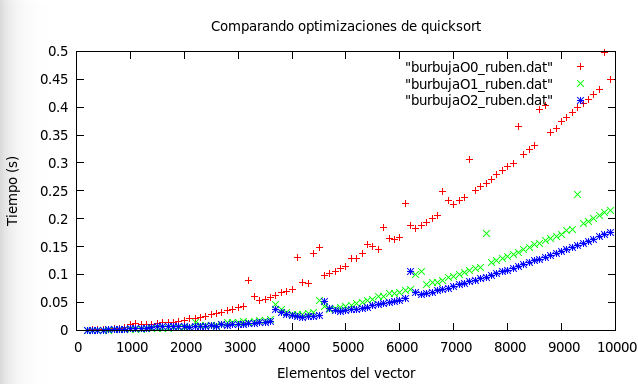 Comparando optimizaciones de quicksort
Tiempo (s)
0.5
0.45
0.4
0.35
0.3
0.25
0.2
0.15
0.1
0.05
0
"burbujaO0_ruben.dat"
"burbujaO1_ruben.dat"
"burbujaO2_ruben.dat"
0 1000 2000 3000 4000 5000 6000 7000 8000 9000 10000
Elementos del vector